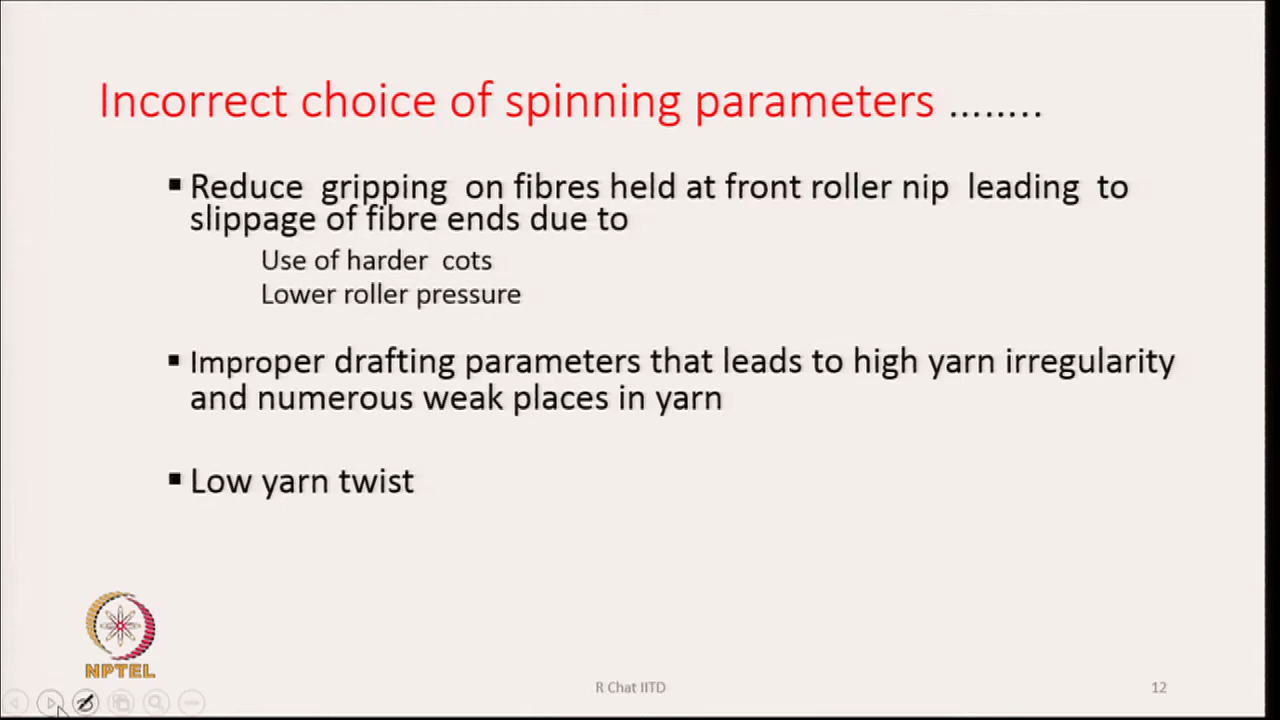 Incorrect choice of spinning parameters ........
▪ Reduce gripping on fibres held at front roller nip leading to
slippage of fibre ends due to
Use of harder cots
Lower roller pressure
▪ Improper drafting parameters that leads to high yarn irregularity
and numerous weak places in yarn
▪ Low yarn twist
NPTEL
R Chat IITD
12